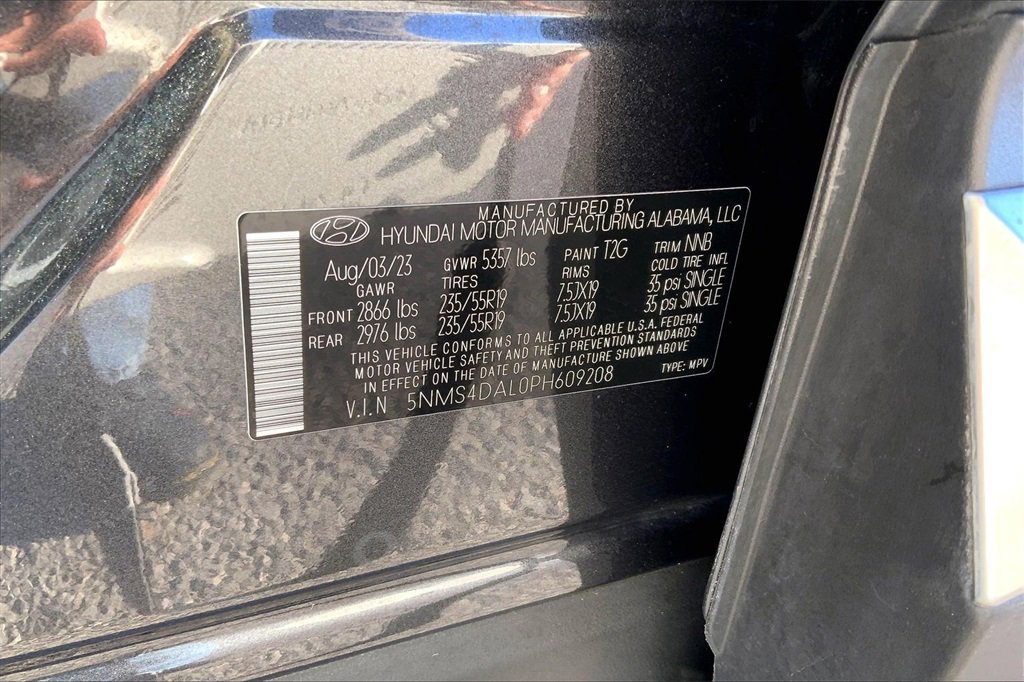 MANUFACTURED BY
HYUNDAI MOTOR MANUFACTURING ALABAMA, LLC
Aug/03/23 GVWR 5357 lbs PAINT T2G TRIM NNB
GAWR TIRES RIMS COLD TIRE INFL
FRONT 2866 lbs 235/55R19 7.5JX19 35 psi SINGLE
REAR 2976 lbs 235/55R19 7.5JX19 35 psi SINGLE
THIS VEHICLE CONFORMS TO ALL APPLICABLE U.S.A. FEDERAL
MOTOR VEHICLE SAFETY AND THEFT PREVENTION STANDARDS
IN EFFECT ON THE DATE OF MANUFACTURE SHOWN ABOVE
V.I.N 5NMS4DAL0PH609208 TYPE: MPV